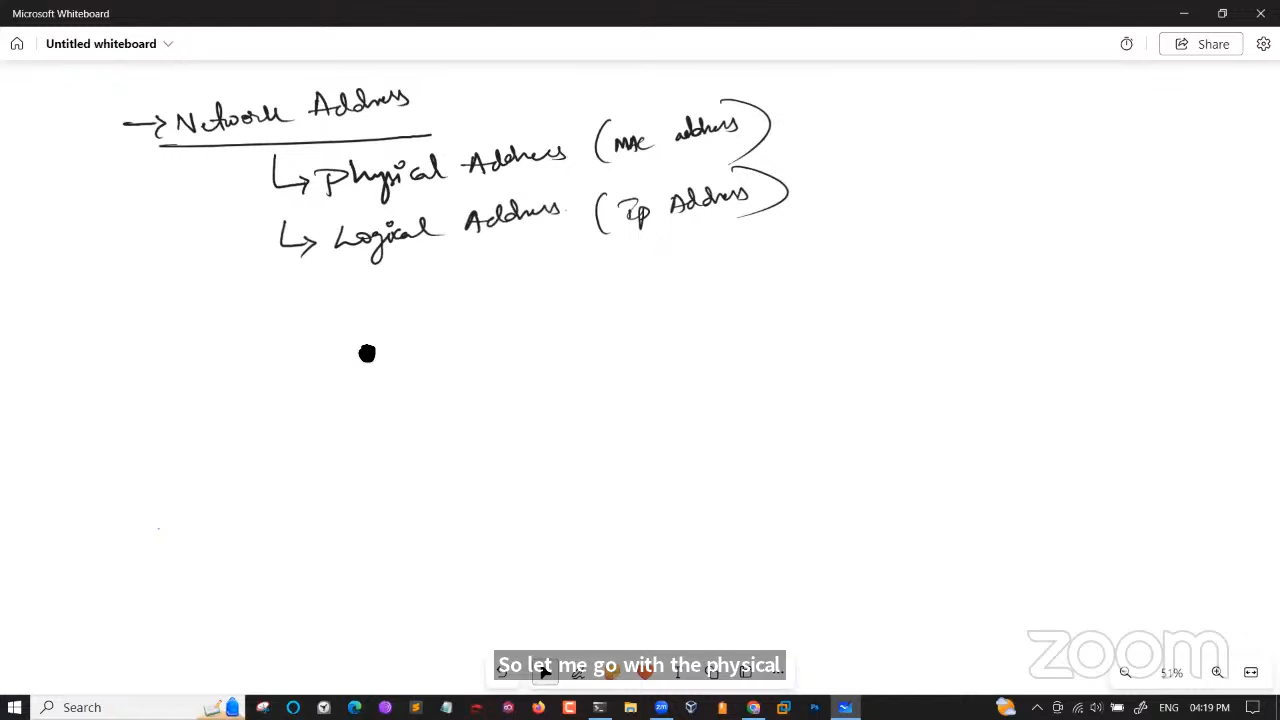 Microsoft Whiteboard
Untitled whiteboard
Share
→ Network Address
↳ Physical Address (MAC address)
↳ Logical Address (Ip Address)
zoom
So let me go with the physical
51%
Search
ENG 04:19 PM